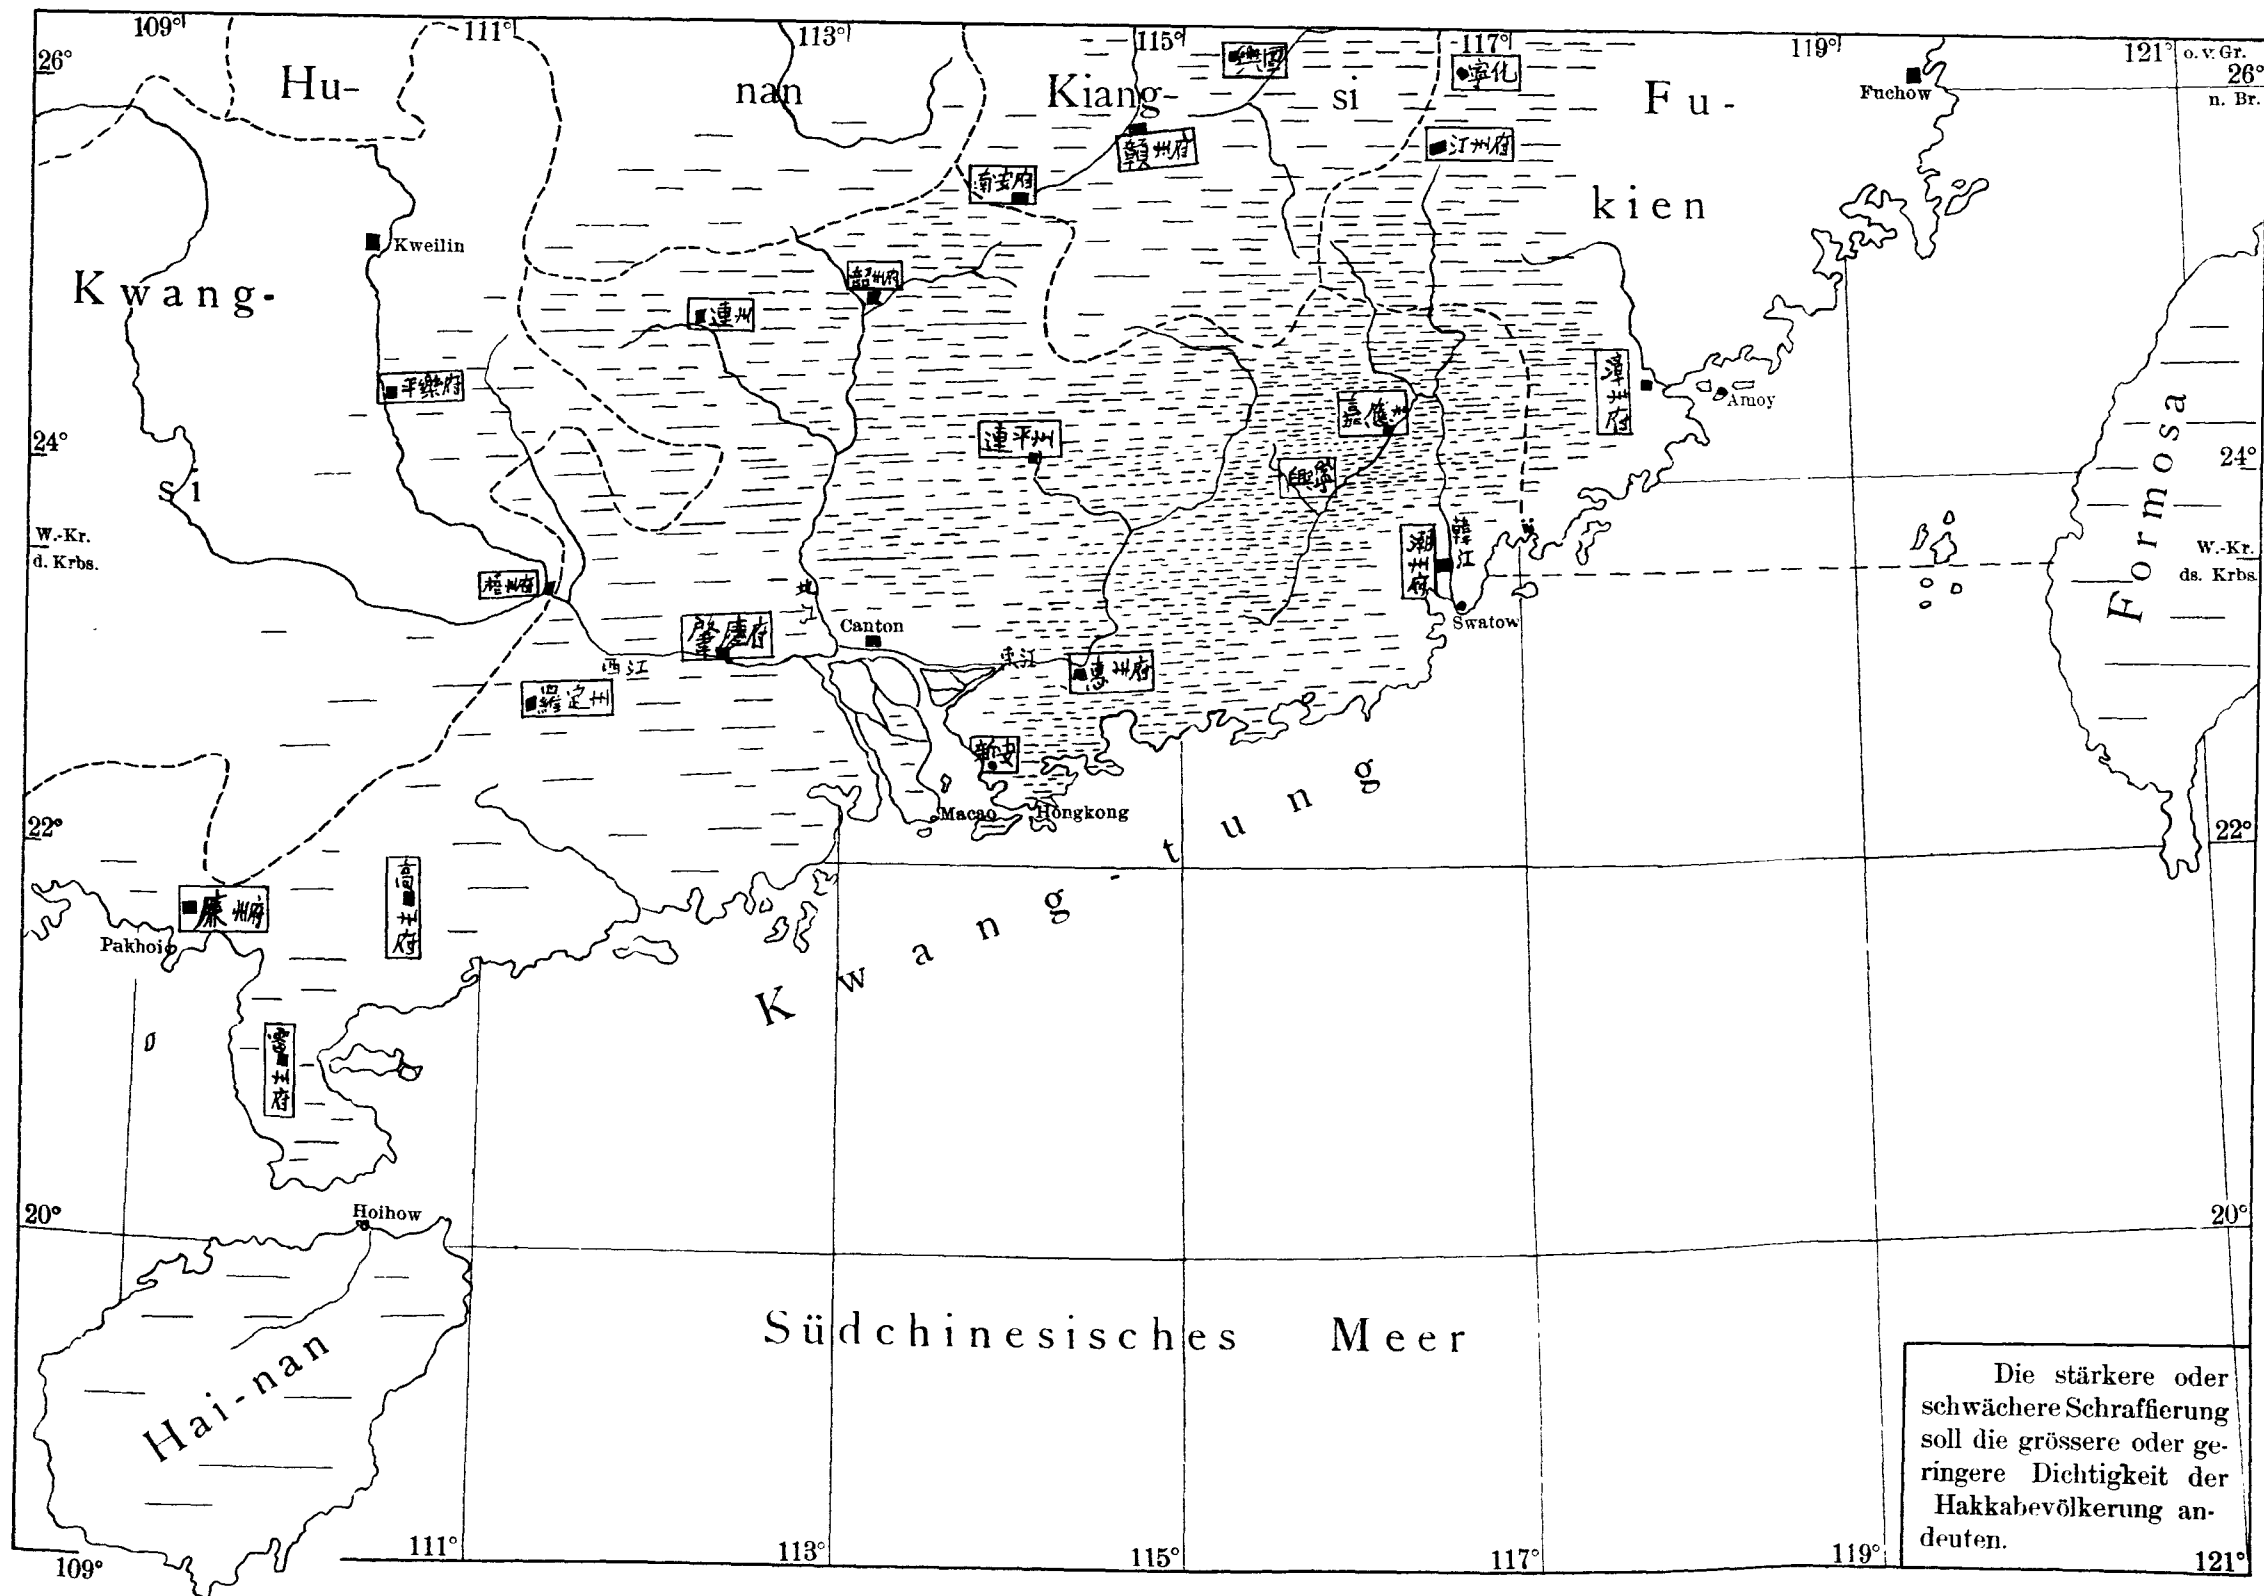 109° 111° 113° 115° 117° 119° 121° o.v.Gr.
26° 26°
n. Br.
Hu- nan Kiang- si Fu-
kien
興國
寧化
Fuchow
贛州府
汀州府
南安府
Kweilin
Kwang-
si
韶州府
連州
平樂府
漳州府
Amoy
嘉應州
連平州
興寧
24° 24°
W.-Kr.
d. Krbs.
W.-Kr.
ds. Krbs.
Formosa
梧州府
北江
潮州府
韓江
Swatow
肇慶府
Canton
西江
東江
惠州府
羅定州
新安
Macao
Hongkong
Kwang-tung
22° 22°
高州府
廉州府
Pakhoi
雷州府
20° 20°
Hoihow
Hai-nan
Südchinesisches Meer
Die stärkere oder
schwächere Schraffierung
soll die grössere oder ge-
ringere Dichtigkeit der
Hakkabevölkerung an-
deuten.
109° 111° 113° 115° 117° 119° 121°